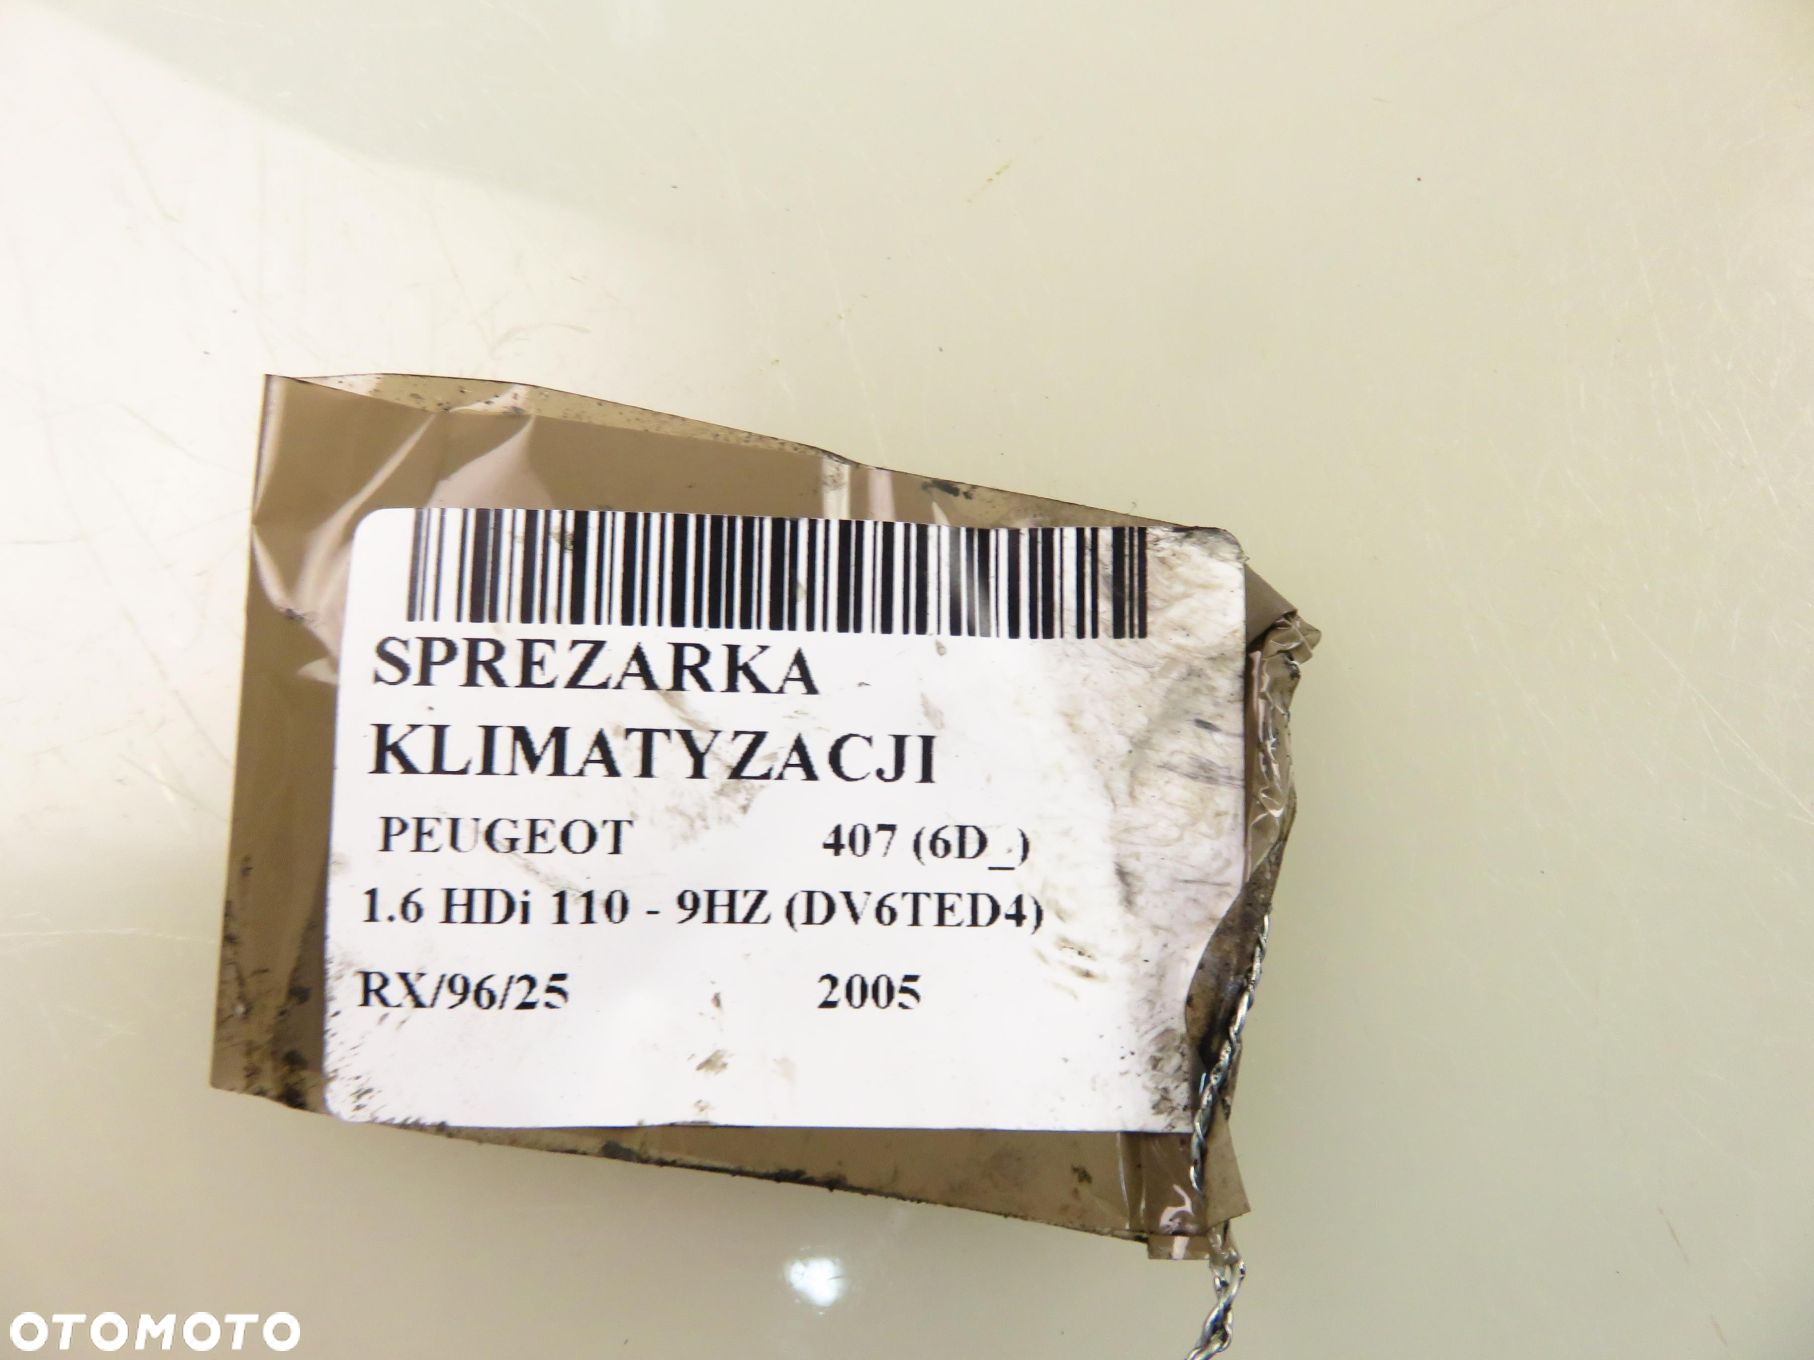 SPREZARKA
KLIMATYZACJI
PEUGEOT 407 (6D_)
1.6 HDi 110 - 9HZ (DV6TED4)
RX/96/25 2005
OTOMOTO